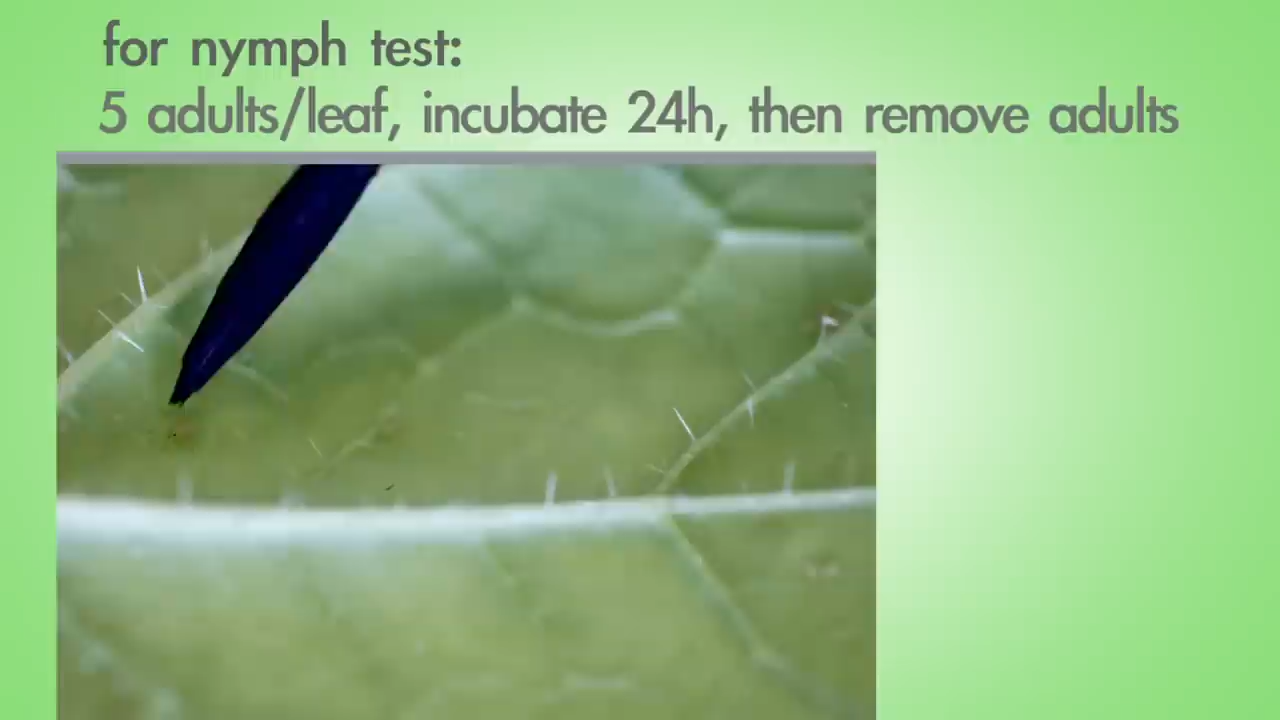 for nymph test:
5 adults/leaf, incubate 24h, then remove adults